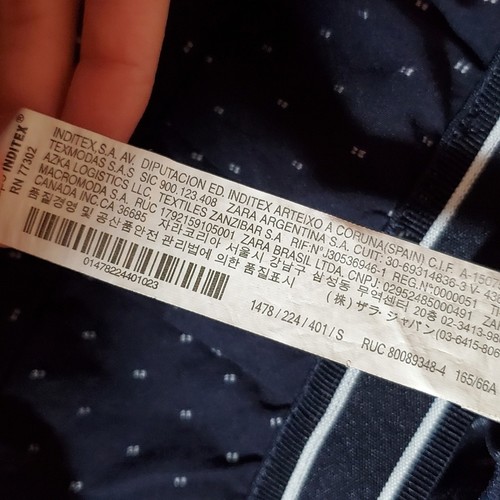 INDITEX ®
RN 77302
INDITEX S.A. AV. DIPUTACION ED. INDITEX ARTEIXO A CORUNA(SPAIN) C.I.F. A-150
TEXMODAS S.A.S SIC 900.123.408 ZARA ARGENTINA S.A. CUIT: 30-69314836-3
AZKA LOGISTICS LLC, TEXTILES ZANZIBAR S.A. RIF:J/V J30536946-1 REG.N°0000051
MACROMODA S.A. RUC 1792159105001 ZARA BRASIL LTDA. CNPJ: 02952485000491
CANADA INC.CA 36685 자라코리아 서울시 강남구 삼성동 무역센터 20층 02-3413-98
품질경영 및 공산품안전 관리법에 의한 품질표시 (株) ザラ・ジャパン (03-6415-806
01478224401023
1478 / 224 / 401 / S RUC 80089348-4 165/66A